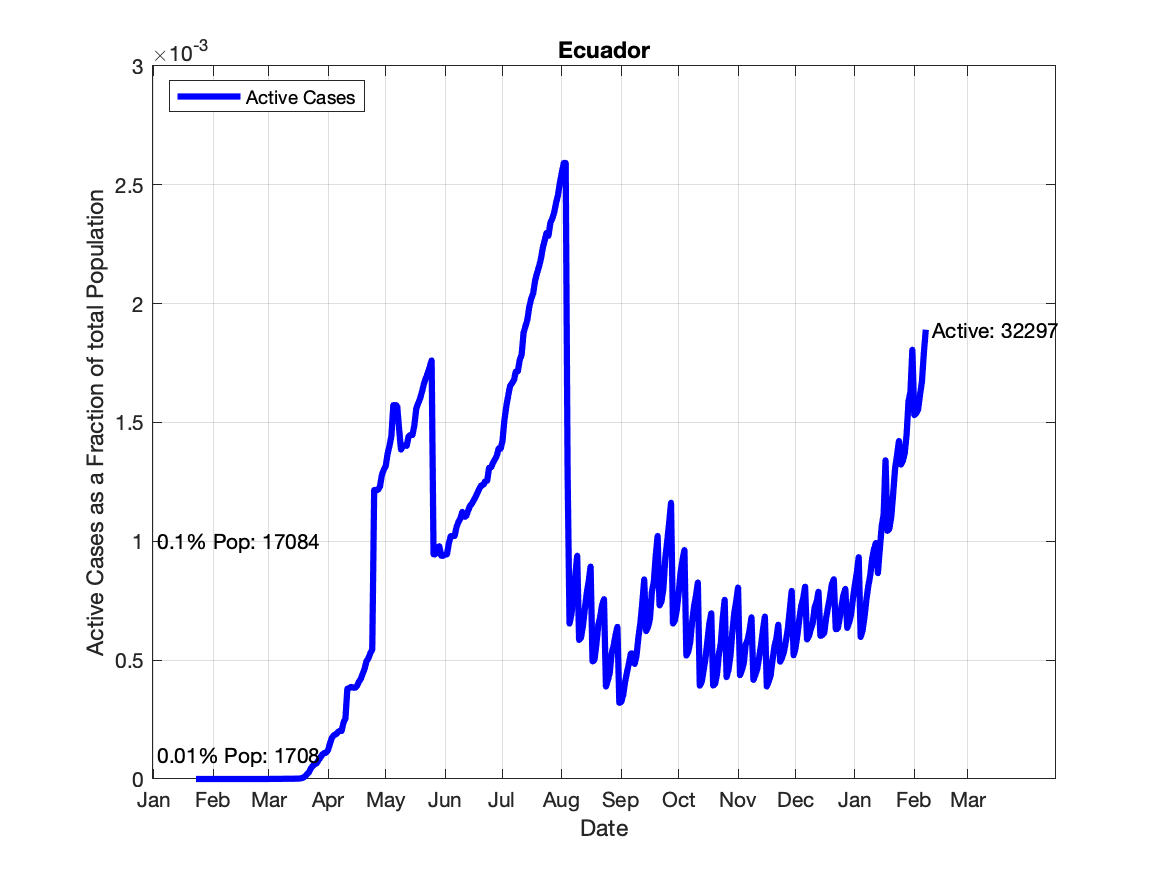 Ecuador
×10-3
Active Cases
3
2.5
2
1.5
1
0.5
0
Active Cases as a Fraction of total Population
Active: 32297
0.1% Pop: 17084
0.01% Pop: 1708
Jan Feb Mar Apr May Jun Jul Aug Sep Oct Nov Dec Jan Feb Mar
Date